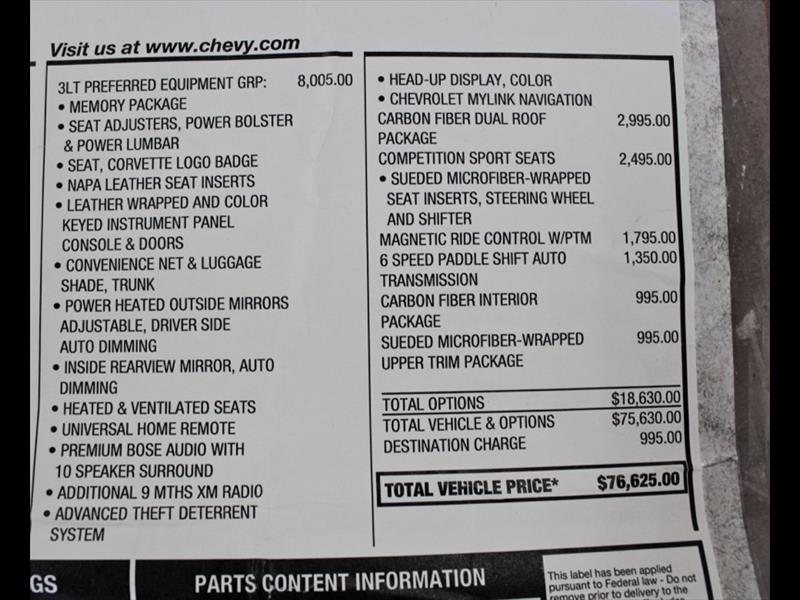 Visit us at www.chevy.com
3LT PREFERRED EQUIPMENT GRP: 8,005.00
• MEMORY PACKAGE
• SEAT ADJUSTERS, POWER BOLSTER
& POWER LUMBAR
• SEAT, CORVETTE LOGO BADGE
• NAPA LEATHER SEAT INSERTS
• LEATHER WRAPPED AND COLOR
KEYED INSTRUMENT PANEL
CONSOLE & DOORS
• CONVENIENCE NET & LUGGAGE
SHADE, TRUNK
• POWER HEATED OUTSIDE MIRRORS
ADJUSTABLE, DRIVER SIDE
AUTO DIMMING
• INSIDE REARVIEW MIRROR, AUTO
DIMMING
• HEATED & VENTILATED SEATS
• UNIVERSAL HOME REMOTE
• PREMIUM BOSE AUDIO WITH
10 SPEAKER SURROUND
• ADDITIONAL 9 MTHS XM RADIO
• ADVANCED THEFT DETERRENT
SYSTEM
• HEAD-UP DISPLAY, COLOR
• CHEVROLET MYLINK NAVIGATION
CARBON FIBER DUAL ROOF 2,995.00
PACKAGE
COMPETITION SPORT SEATS 2,495.00
• SUEDED MICROFIBER-WRAPPED
SEAT INSERTS, STEERING WHEEL
AND SHIFTER
MAGNETIC RIDE CONTROL W/PTM 1,795.00
6 SPEED PADDLE SHIFT AUTO 1,350.00
TRANSMISSION
CARBON FIBER INTERIOR 995.00
PACKAGE
SUEDED MICROFIBER-WRAPPED 995.00
UPPER TRIM PACKAGE
TOTAL OPTIONS $18,630.00
TOTAL VEHICLE & OPTIONS $75,630.00
DESTINATION CHARGE 995.00
TOTAL VEHICLE PRICE* $76,625.00
GS
PARTS CONTENT INFORMATION
This label has been applied
pursuant to Federal law - Do not
remove prior to delivery to the